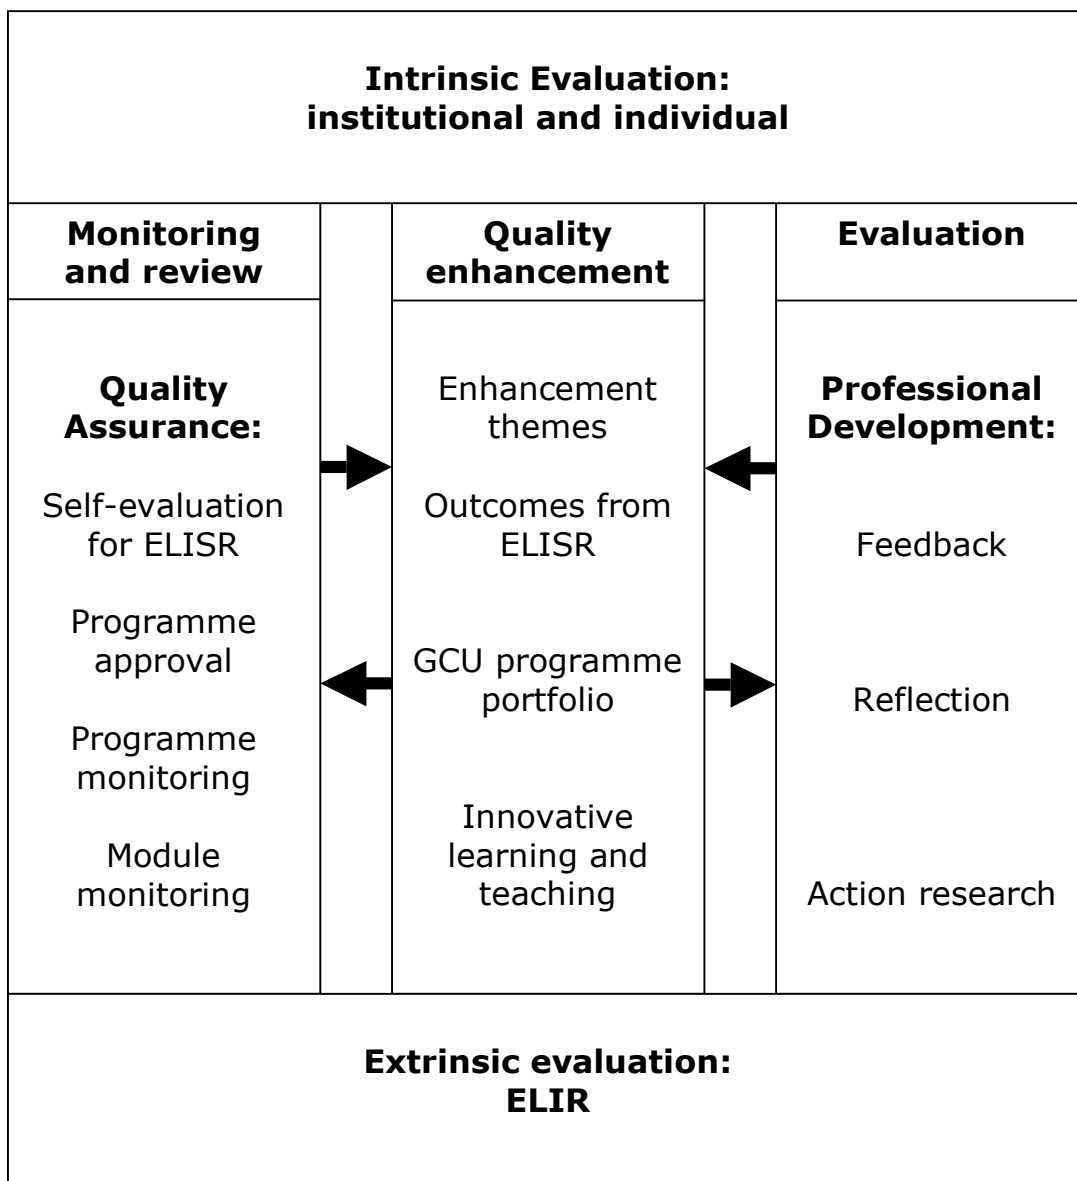 Intrinsic Evaluation:
institutional and individual
Monitoring
and review
Quality
enhancement
Evaluation
Quality
Assurance:
Self-evaluation
for ELISR
Programme
approval
Programme
monitoring
Module
monitoring
Enhancement
themes
Outcomes from
ELISR
GCU programme
portfolio
Innovative
learning and
teaching
Professional
Development:
Feedback
Reflection
Action research
Extrinsic evaluation:
ELIR